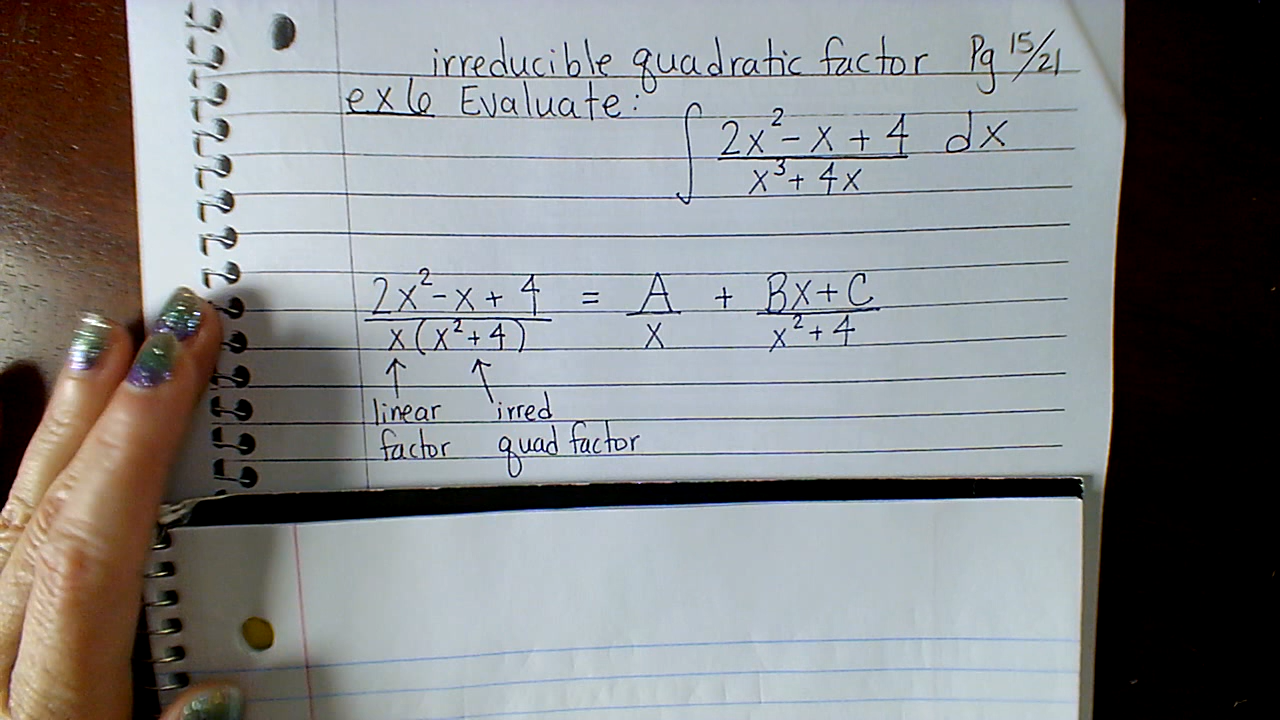 irreducible quadratic factor Pg 15/21
ex6 Evaluate: ∫ (2x² - x + 4)/(x³ + 4x) dx
(2x² - x + 4)/(x(x² + 4)) = A/x + (Bx + C)/(x² + 4)
↑ ↑
linear irred
factor quad factor